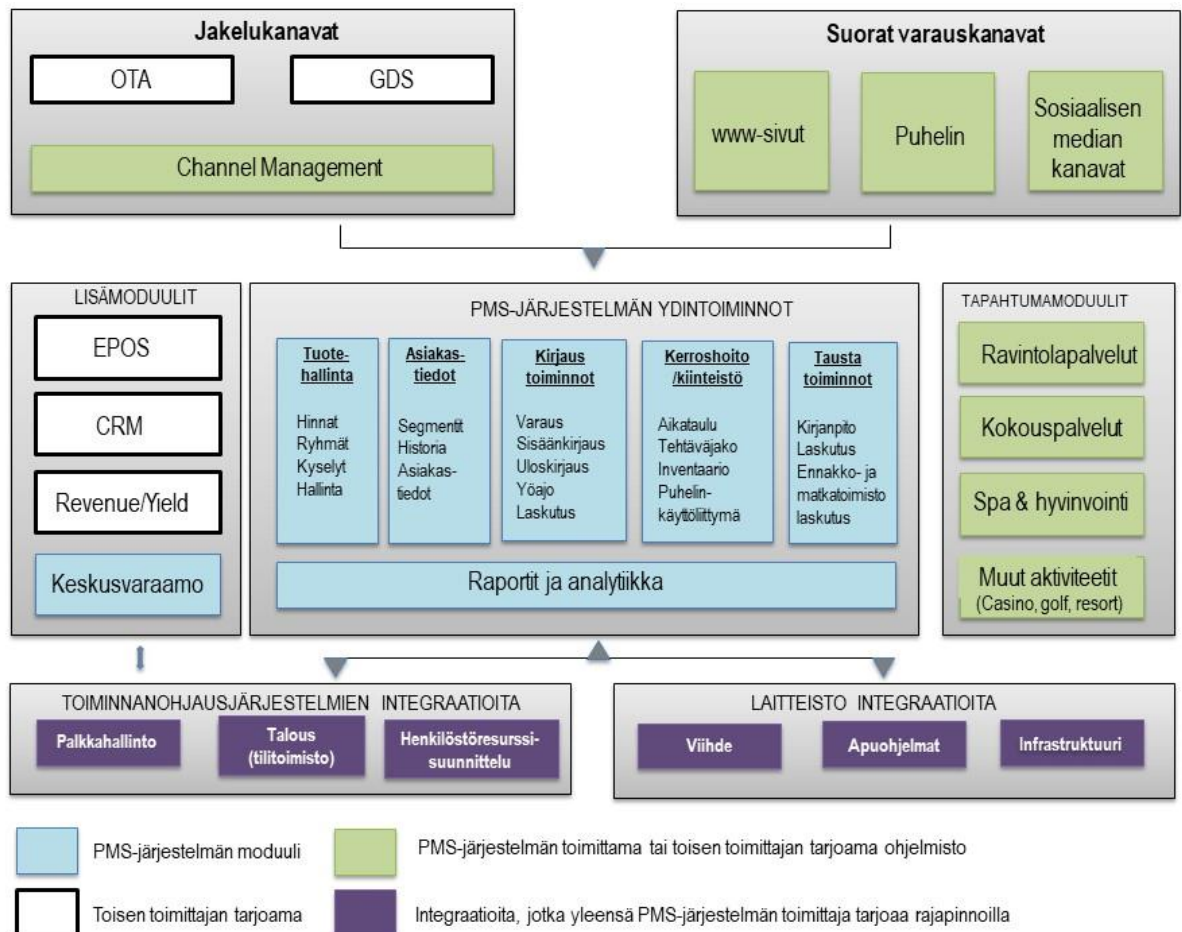 Jakelukanavat
OTA
GDS
Channel Management
Suorat varauskanavat
www-sivut
Puhelin
Sosiaalisen
median
kanavat
LISÄMODUULIT
EPOS
CRM
Revenue/Yield
Keskusvaraamo
PMS-JÄRJESTELMÄN YDINTOIMINNOT
Tuote-
hallinta
Hinnat
Ryhmät
Kyselyt
Hallinta
Asiakas-
tiedot
Segmentit
Historia
Asiakas-
tiedot
Kirjaus
toiminnot
Varaus
Sisäänkirjaus
Uloskirjaus
Yöajo
Laskutus
Kerroshoito
/kiinteistö
Aikataulu
Tehtäväjako
Inventaario
Puhelin-
käyttöliittymä
Tausta
toiminnot
Kirjanpito
Laskutus
Ennakko- ja
matkatoimisto
laskutus
Raportit ja analytiikka
TAPAHTUMAMODUULIT
Ravintolapalvelut
Kokouspalvelut
Spa & hyvinvointi
Muut aktiviteetit
(Casino, golf, resort)
TOIMINNANOHJAUSJÄRJESTELMIEN INTEGRAATIOITA
Palkkahallinto
Talous
(tilitoimisto)
Henkilöstöresurssi-
suunnittelu
LAITTEISTO INTEGRAATIOITA
Viihde
Apuohjelmat
Infrastruktuuri
PMS-järjestelmän moduuli
PMS-järjestelmän toimittama tai toisen toimittajan tarjoama ohjelmisto
Toisen toimittajan tarjoama
Integraatioita, jotka yleensä PMS-järjestelmän toimittaja tarjoaa rajapinnoilla